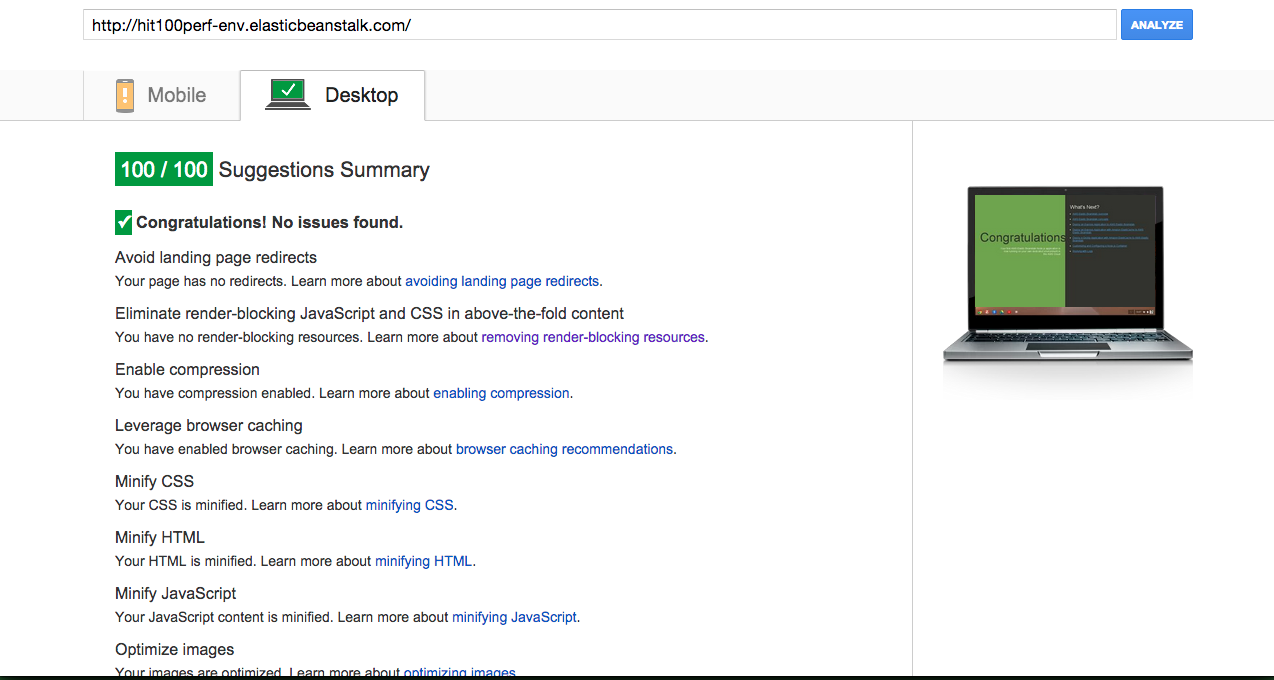 http://hit100perf-env.elasticbeanstalk.com/
ANALYZE
Mobile
Desktop
100 / 100 Suggestions Summary
Congratulations! No issues found.
Avoid landing page redirects
Your page has no redirects. Learn more about avoiding landing page redirects.
Eliminate render-blocking JavaScript and CSS in above-the-fold content
You have no render-blocking resources. Learn more about removing render-blocking resources.
Enable compression
You have compression enabled. Learn more about enabling compression.
Leverage browser caching
You have enabled browser caching. Learn more about browser caching recommendations.
Minify CSS
Your CSS is minified. Learn more about minifying CSS.
Minify HTML
Your HTML is minified. Learn more about minifying HTML.
Minify JavaScript
Your JavaScript content is minified. Learn more about minifying JavaScript.
Optimize images
Your images are optimized. Learn more about optimizing images.
Congratulations
What's Next?